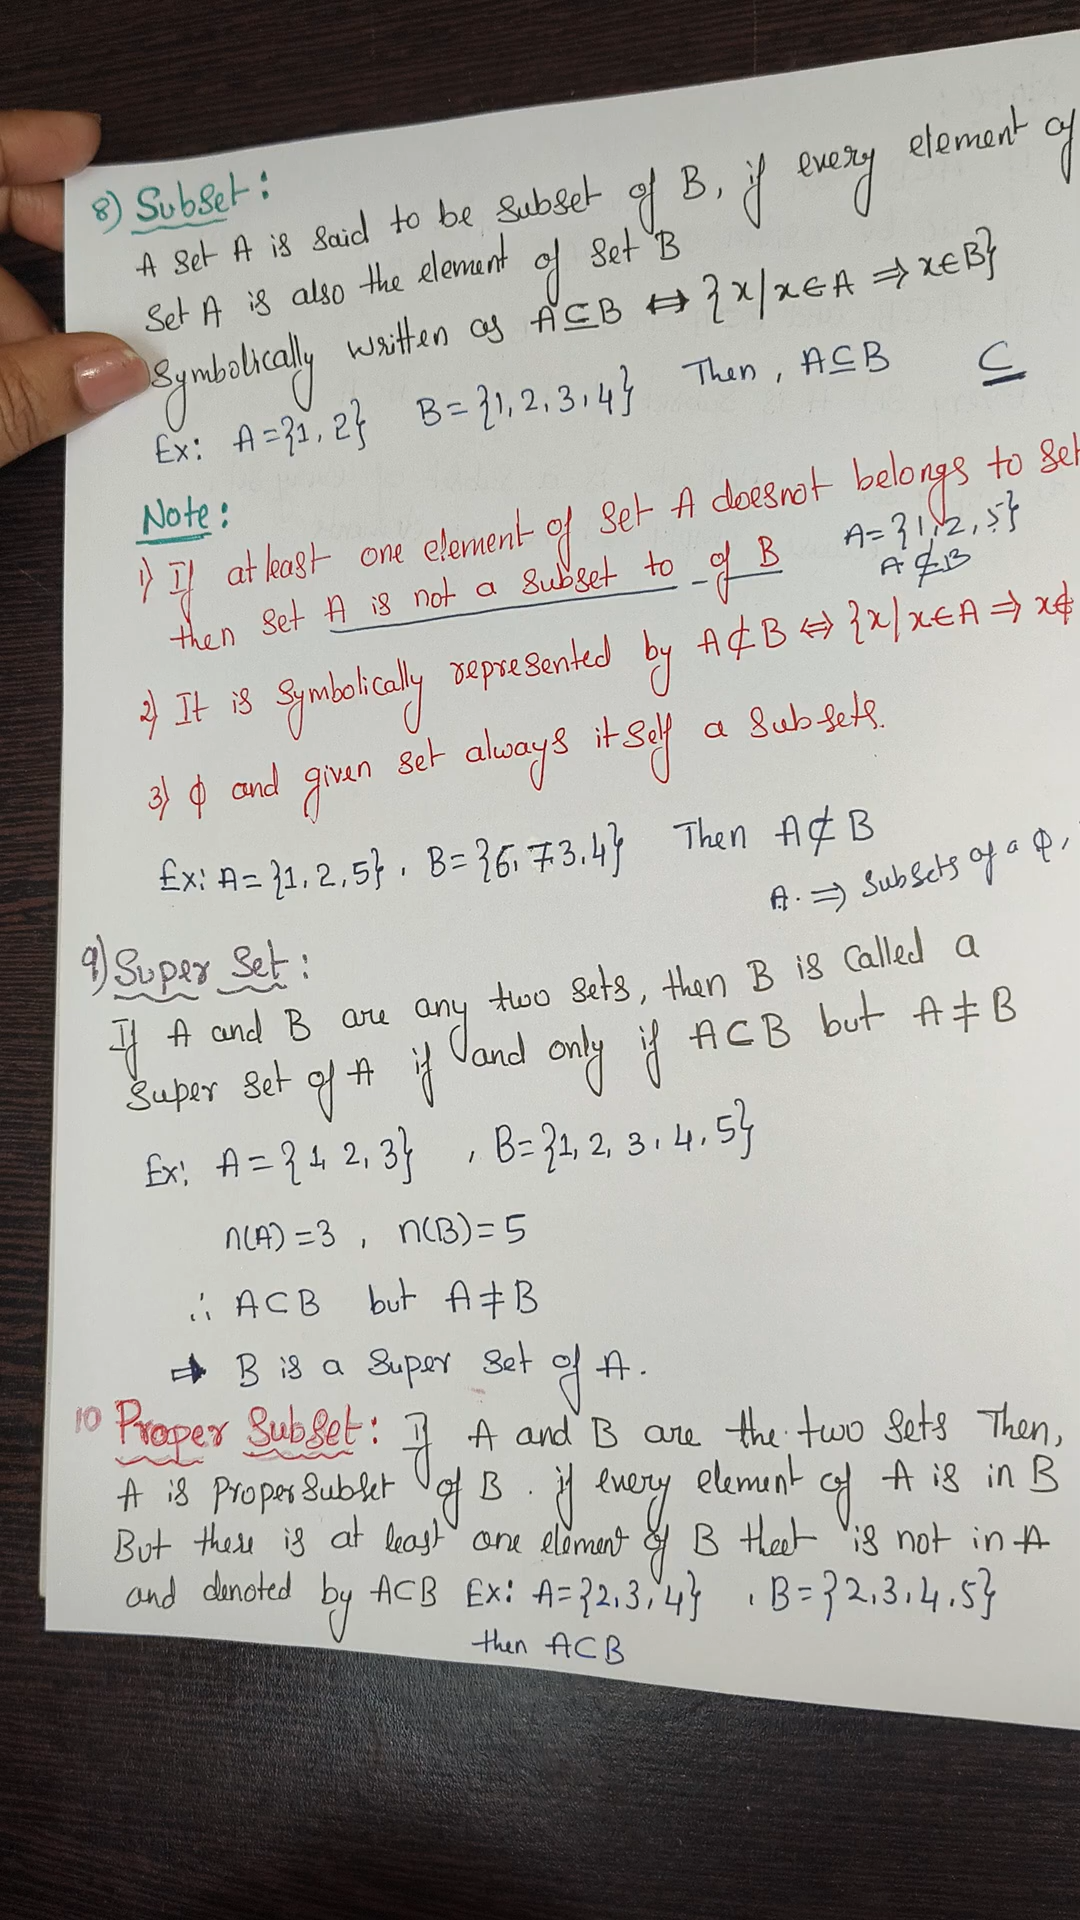 8) Subset:
A set A is said to be subset of B, if every element of
Set A is also the element of set B
Symbolically written as A⊆B ⇔ {x/x∈A ⇒ x∈B}
Ex: A={1,2} B={1,2,3,4} Then, A⊆B ⊆
Note:
1) If at least one element of set A doesnot belongs to set
A={1,2,5}
then set A is not a subset to of B
A⊄B
2) It is symbolically represented by A⊄B ⇔ {x/x∈A ⇒ x∉
3) ϕ and given set always itself a subsets.
Ex: A={1,2,5}, B={6,7 3,4} Then A⊄B
A. ⇒ Subsets of a ϕ,
9) Super Set:
If A and B are any two sets, then B is called a
Super set of A if and only if A⊂B but A≠B
Ex: A={1, 2, 3} , B={1, 2, 3, 4, 5}
n(A)=3 , n(B)=5
∴ A⊂B but A≠B
⇒ B is a super set of A.
10 Proper Subset: If A and B are the two sets Then,
A is Proper subset of B. if every element of A is in B
But there is at least one element of B that is not in A
and denoted by A⊂B Ex: A={2,3,4} , B={2,3,4,5}
then A⊂B